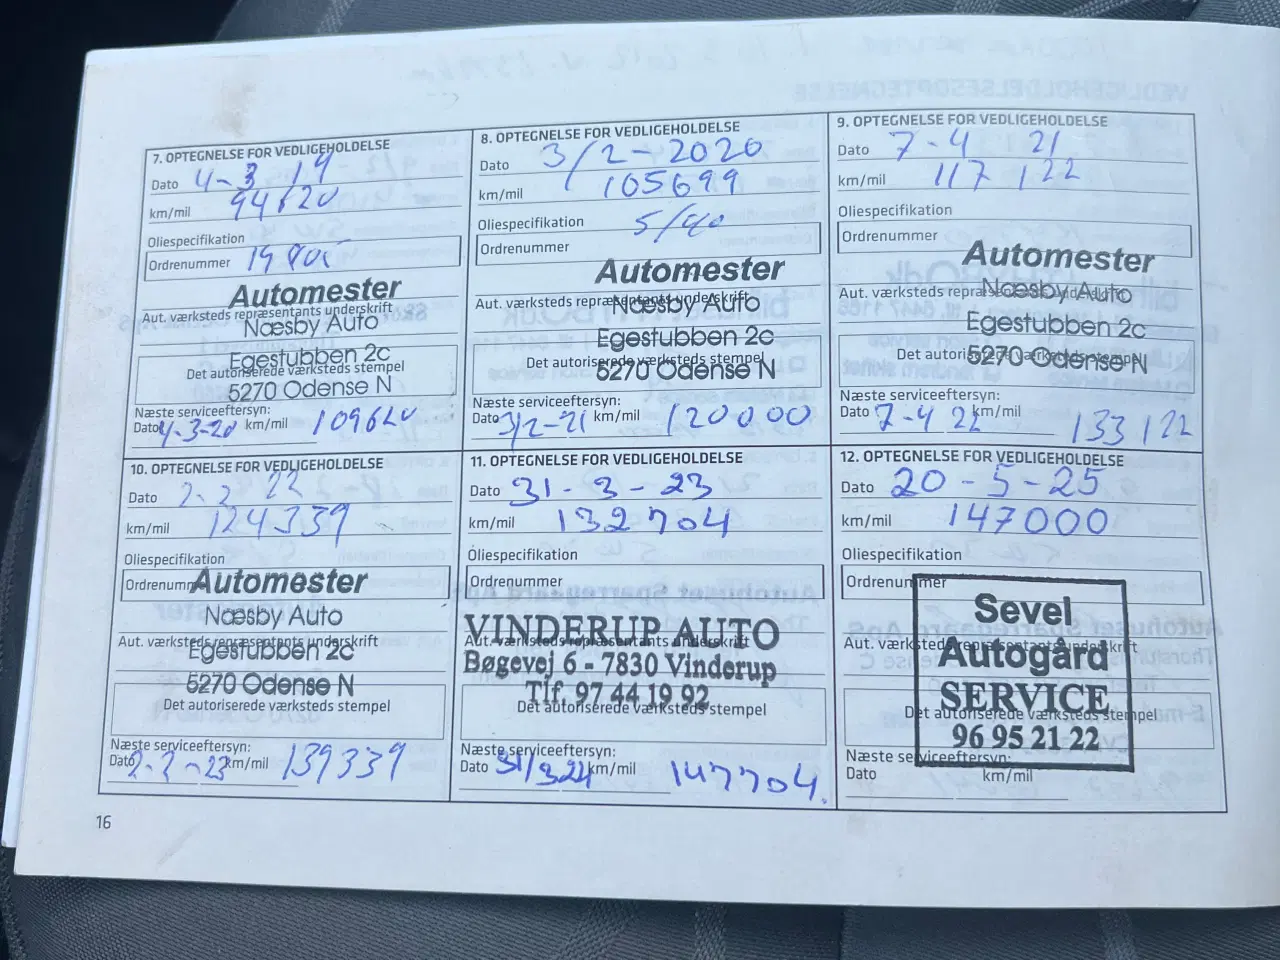 7. OPTEGNELSE FOR VEDLIGEHOLDELSE
Dato 4-3/19
km/mil 94620
Oliespecifikation
Ordrenummer
Automester
Aut. værksteds repræsentants underskrift
Næsby Auto
Egestubben 2c
Det autoriserede værksteds stempel
5270 Odense N
Næste serviceeftersyn:
Dato 4-3-20 km/mil 109620
8. OPTEGNELSE FOR VEDLIGEHOLDELSE
Dato 3/2-2020
km/mil 105699
Oliespecifikation 5/40
Ordrenummer
Automester
Aut. værksteds repræsentants underskrift
Næsby Auto
Egestubben 2c
Det autoriserede værksteds stempel
5270 Odense N
Næste serviceeftersyn:
Dato 3/2-21 km/mil 120000
9. OPTEGNELSE FOR VEDLIGEHOLDELSE
Dato 7-4 21
km/mil 117122
Oliespecifikation
Ordrenummer
Automester
Aut. værksteds repræsentants underskrift
Næsby Auto
Egestubben 2c
Det autoriserede værksteds stempel
5270 Odense N
Næste serviceeftersyn:
Dato 7-4 22 km/mil 133122
10. OPTEGNELSE FOR VEDLIGEHOLDELSE
Dato 2-2 22
km/mil 124339
Oliespecifikation
Ordrenummer
Automester
Næsby Auto
Aut. værksteds repræsentants underskrift
Egestubben 2c
5270 Odense N
Det autoriserede værksteds stempel
Næste serviceeftersyn:
Dato 2-2-23 km/mil 139339
11. OPTEGNELSE FOR VEDLIGEHOLDELSE
Dato 31-3-23
km/mil 132704
Oliespecifikation
Ordrenummer
VINDERUP AUTO
Aut. værksteds repræsentants underskrift
Bøgevej 6 - 7830 Vinderup
Tlf. 97 44 19 92
Det autoriserede værksteds stempel
Næste serviceeftersyn:
Dato 31/3.24 km/mil 147704.
12. OPTEGNELSE FOR VEDLIGEHOLDELSE
Dato 20-5-25
km/mil 147000
Oliespecifikation
Ordrenummer
Sevel
Aut. værksteds repræsentants underskrift
Autogård
SERVICE
Det autoriserede værksteds stempel
96 95 21 22
Næste serviceeftersyn:
Dato km/mil
16